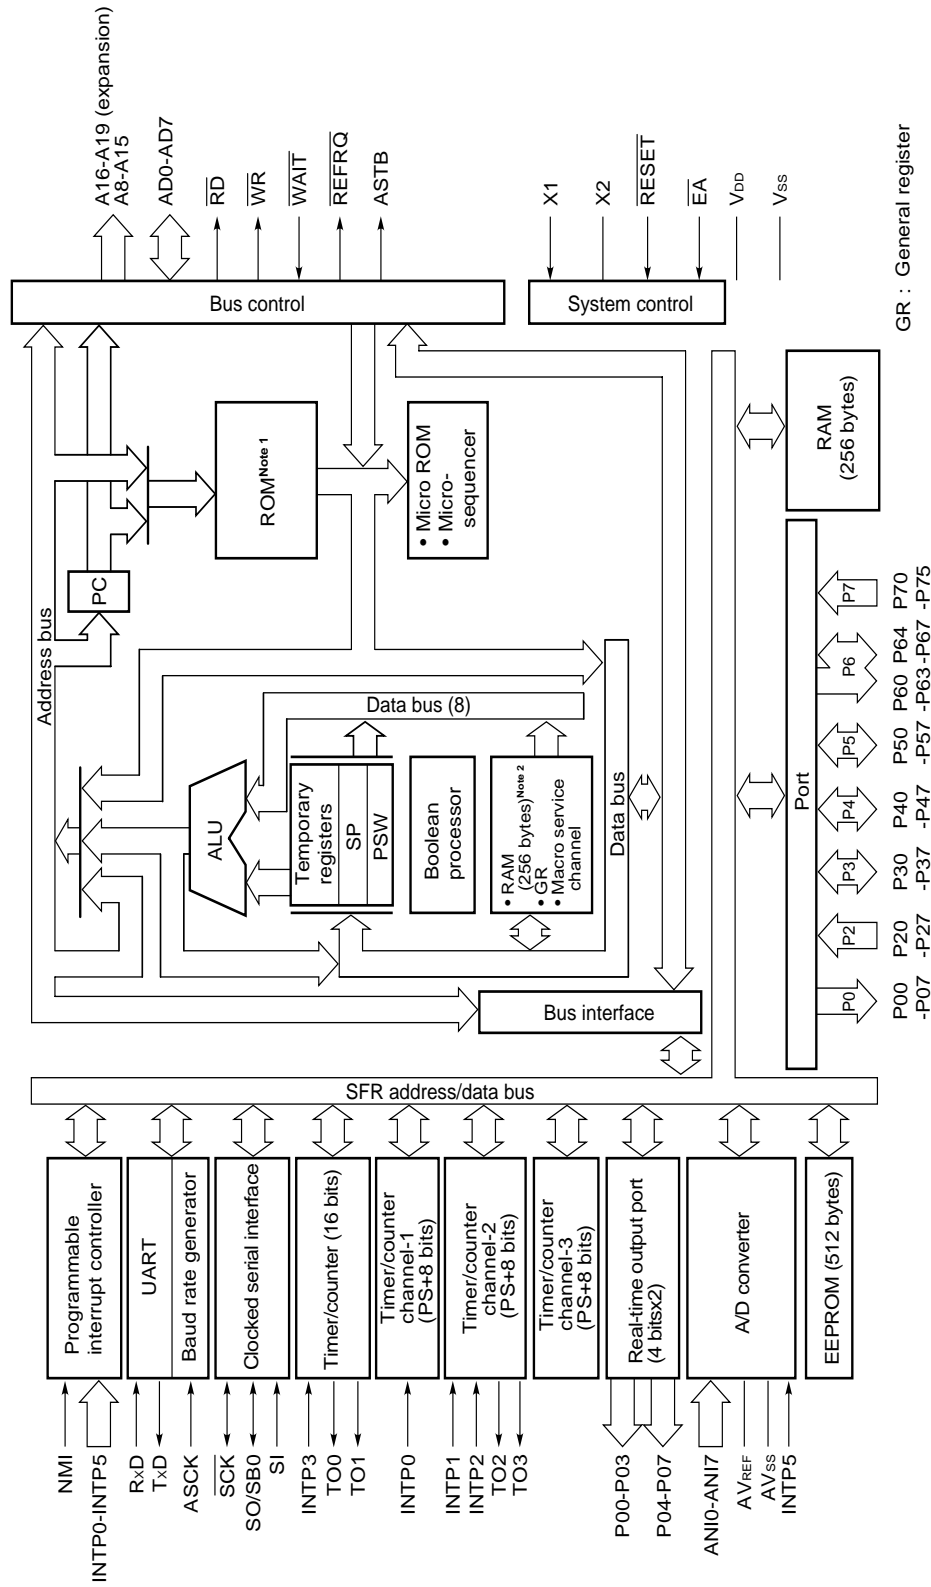 NMI
INTP0-INTP5
RxD
TxD
ASCK
SCK
SO/SB0
SI
INTP3
TO0
TO1
INTP0
INTP1
INTP2
TO2
TO3
P00-P03
P04-P07
ANI0-ANI7
AVREF
AVSS
INTP5
Programmable
interrupt controller
UART
Baud rate generator
Clocked serial interface
Timer/counter (16 bits)
Timer/counter
channel-1
(PS+8 bits)
Timer/counter
channel-2
(PS+8 bits)
Timer/counter
channel-3
(PS+8 bits)
Real-time output port
(4 bitsx2)
A/D converter
EEPROM (512 bytes)
SFR address/data bus
Bus interface
Address bus
ALU
Temporary
registers
SP
PSW
Boolean
processor
• RAM
(256 bytes)Note 2
• GR
• Macro service
channel
Data bus (8)
Data bus
PC
ROMNote 1
• Micro ROM
• Micro-
sequencer
Bus control
System control
A16-A19 (expansion)
A8-A15
AD0-AD7
RD
WR
WAIT
REFRQ
ASTB
X1
X2
RESET
EA
VDD
VSS
RAM
(256 bytes)
Port
P0
P2
P3
P4
P5
P6
P7
P00
-P07
P20
-P27
P30
-P37
P40
-P47
P50
-P57
P60
-P63
P64
-P67
P70
-P75
GR : General register